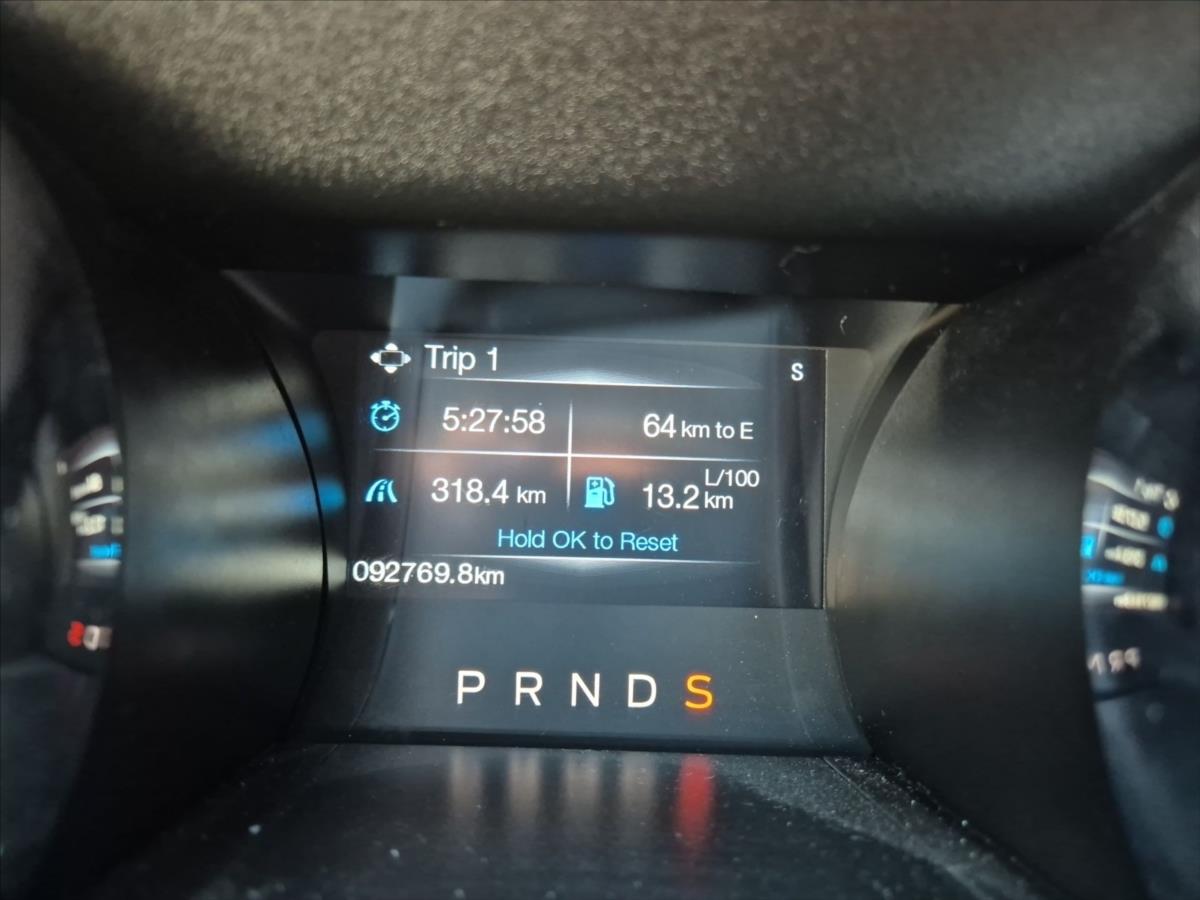 Trip 1 S
5:27:58 64 km to E
318.4 km 13.2 L/100 km
Hold OK to Reset
092769.8km
P R N D S